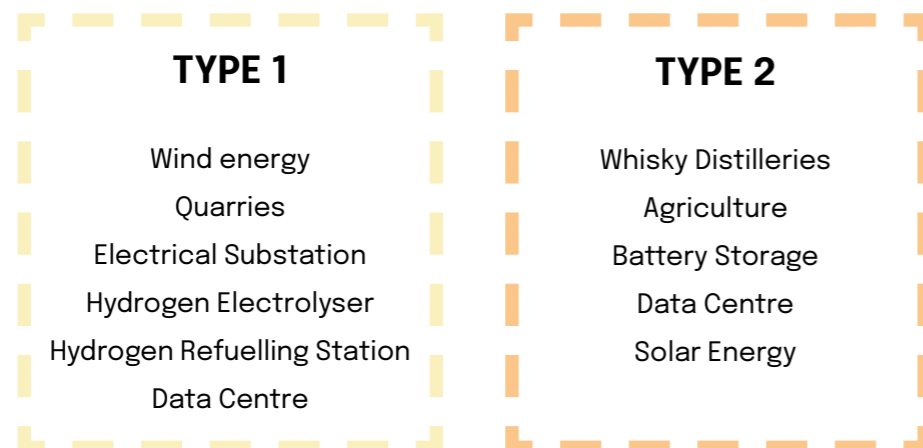 TYPE 1
Wind energy
Quarries
Electrical Substation
Hydrogen Electrolyser
Hydrogen Refuelling Station
Data Centre
TYPE 2
Whisky Distilleries
Agriculture
Battery Storage
Data Centre
Solar Energy